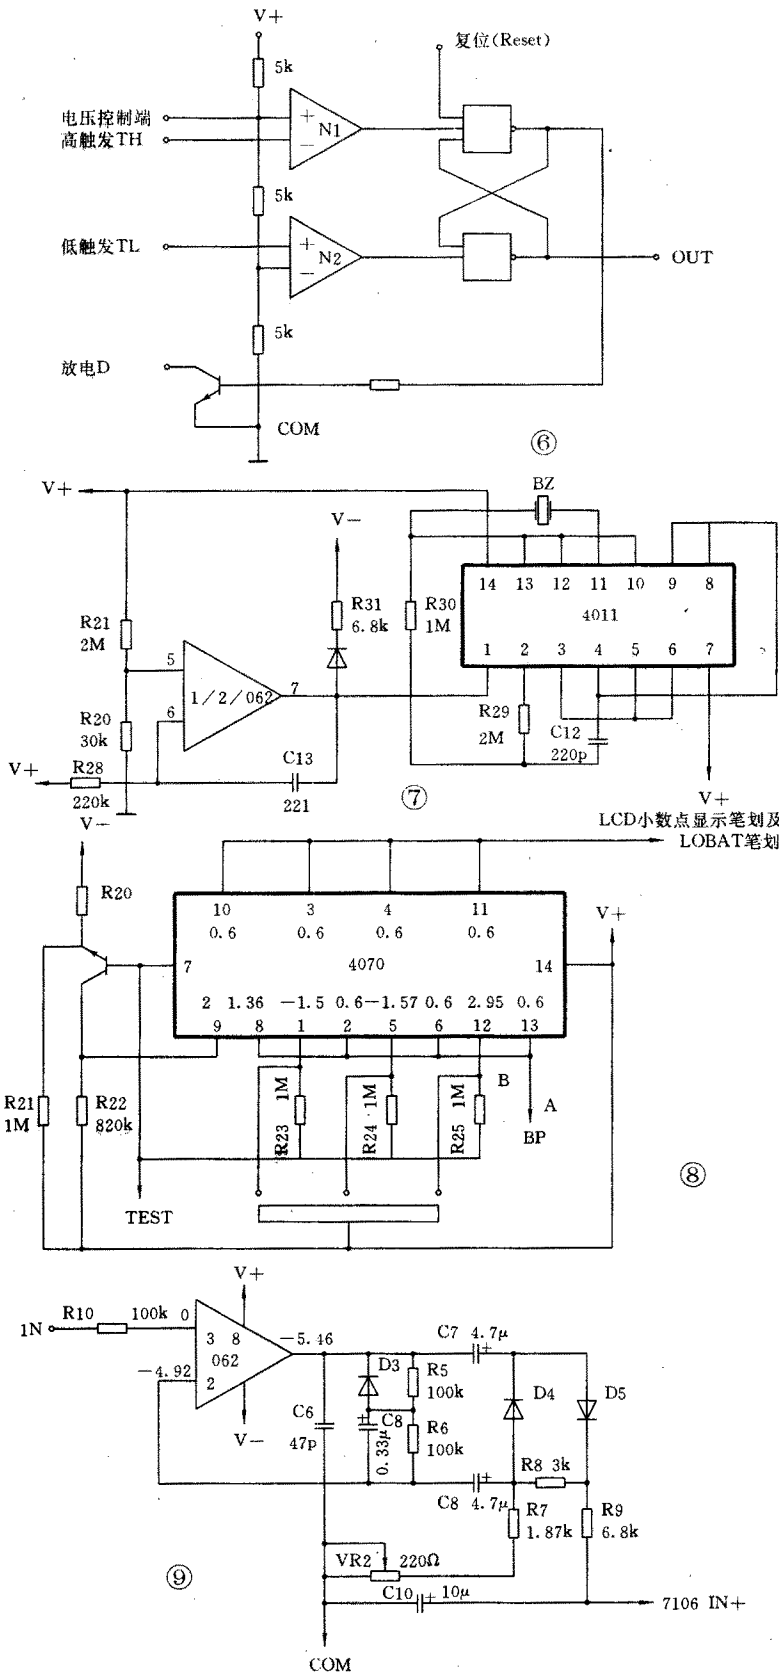 V+
复位(Reset)
5k
电压控制端
高触发TH
+
−
N1
5k
低触发TL
+
−
N2
OUT
5k
放电D
COM
⑥
V+
BZ
V−
14 13 12 11 10 9 8
R31
6.8k
R30
1M
4011
R21
2M
1 2 3 4 5 6 7
5
1/2/062
7
6
R20
30k
R29
2M
C12
220p
V+
R28
220k
C13
221
⑦
V+
V−
LCD小数点显示笔划及
LOBAT笔划
R20
10 3 4 11
0.6 0.6 0.6 0.6
V+
7
4070
14
2 1.36 −1.5 0.6 −1.57 0.6 2.95 0.6
9 8 1 2 5 6 12 13
R21
1M
R22
820k
R23 1M
R24 1M
R25 1M
B
A
BP
TEST
⑧
V+
1N
R10 100k 0
3 8
062
2
−5.46
−4.92
V−
C7 4.7μ
D3
R5
100k
D4
D5
C6
47p
+
C8
0.33μ
R6
100k
+
+
C8 4.7μ
R8 3k
R7
1.87k
R9
6.8k
VR2 220Ω
C10 + 10μ
⑨
7106 IN+
COM